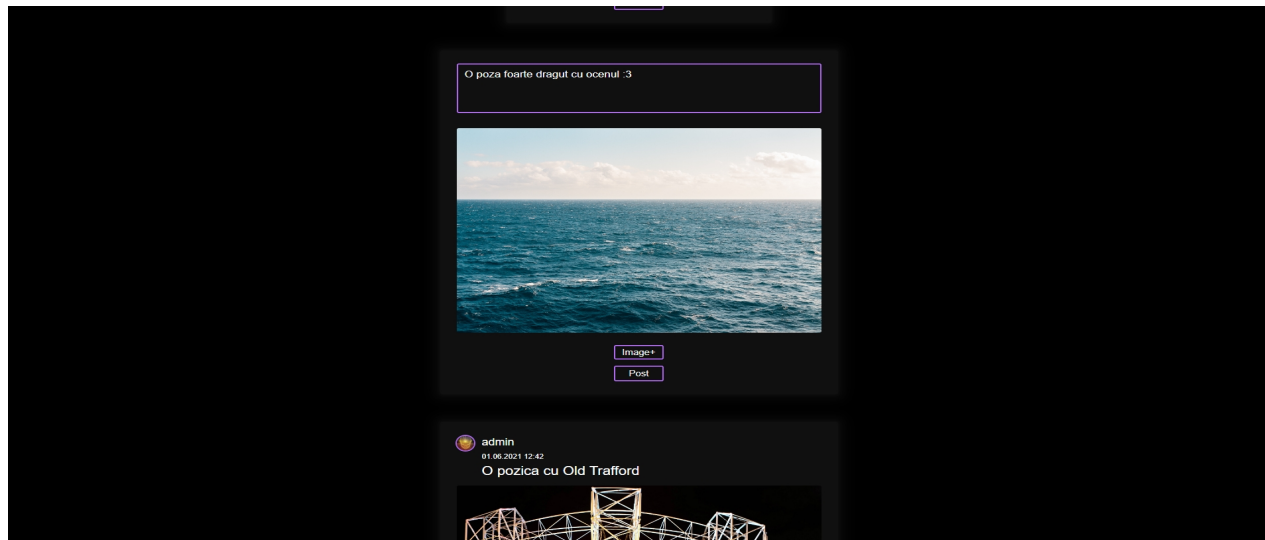 O poza foarte dragut cu ocenul :3
Image+
Post
admin
01.06.2021 12:42
O pozica cu Old Trafford